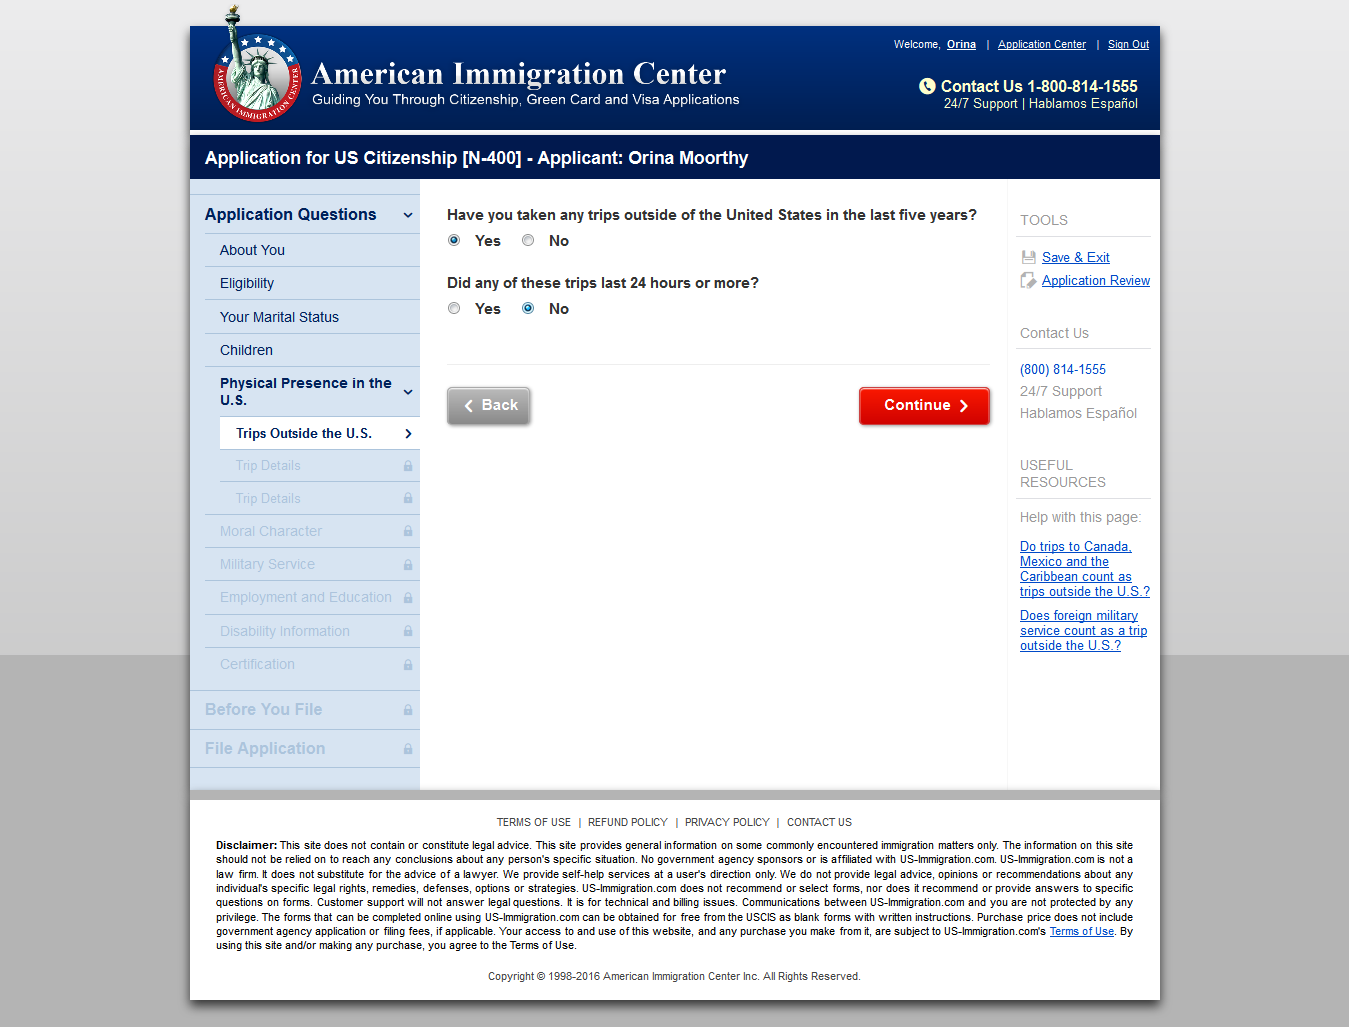 Welcome, Orina | Application Center | Sign Out
AMERICAN IMMIGRATION CENTER
American Immigration Center
Guiding You Through Citizenship, Green Card and Visa Applications
Contact Us 1-800-814-1555
24/7 Support | Hablamos Español
Application for US Citizenship [N-400] - Applicant: Orina Moorthy
Application Questions
About You
Eligibility
Your Marital Status
Children
Physical Presence in the
U.S.
Trips Outside the U.S.
Trip Details
Trip Details
Moral Character
Military Service
Employment and Education
Disability Information
Certification
Before You File
File Application
Have you taken any trips outside of the United States in the last five years?
Yes No
Did any of these trips last 24 hours or more?
Yes No
Back
Continue
TOOLS
Save & Exit
Application Review
Contact Us
(800) 814-1555
24/7 Support
Hablamos Español
USEFUL
RESOURCES
Help with this page:
Do trips to Canada,
Mexico and the
Caribbean count as
trips outside the U.S.?
Does foreign military
service count as a trip
outside the U.S.?
TERMS OF USE | REFUND POLICY | PRIVACY POLICY | CONTACT US
Disclaimer: This site does not contain or constitute legal advice. This site provides general information on some commonly encountered immigration matters only. The information on this site
should not be relied on to reach any conclusions about any person's specific situation. No government agency sponsors or is affiliated with US-Immigration.com. US-Immigration.com is not a
law firm. It does not substitute for the advice of a lawyer. We provide self-help services at a user's direction only. We do not provide legal advice, opinions or recommendations about any
individual's specific legal rights, remedies, defenses, options or strategies. US-Immigration.com does not recommend or select forms, nor does it recommend or provide answers to specific
questions on forms. Customer support will not answer legal questions. It is for technical and billing issues. Communications between US-Immigration.com and you are not protected by any
privilege. The forms that can be completed online using US-Immigration.com can be obtained for free from the USCIS as blank forms with written instructions. Purchase price does not include
government agency application or filing fees, if applicable. Your access to and use of this website, and any purchase you make from it, are subject to US-Immigration.com's Terms of Use. By
using this site and/or making any purchase, you agree to the Terms of Use.
Copyright © 1998-2016 American Immigration Center Inc. All Rights Reserved.